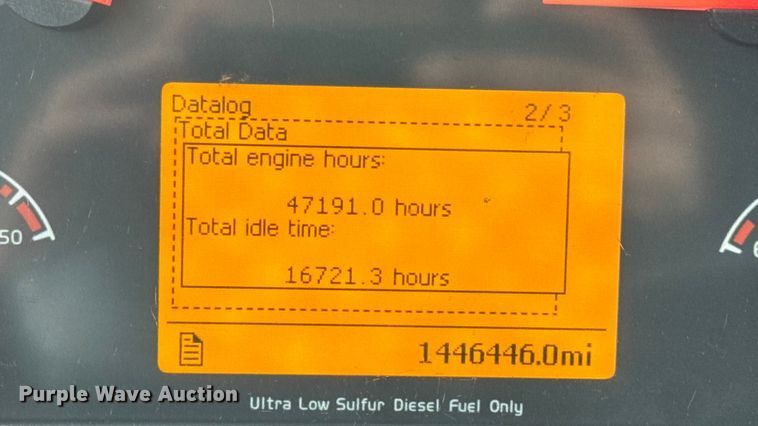 Datalog 2/3
Total Data
Total engine hours:
47191.0 hours
Total idle time:
16721.3 hours
50
6
1446446.0mi
Purple Wave Auction
Ultra Low Sulfur Diesel Fuel Only